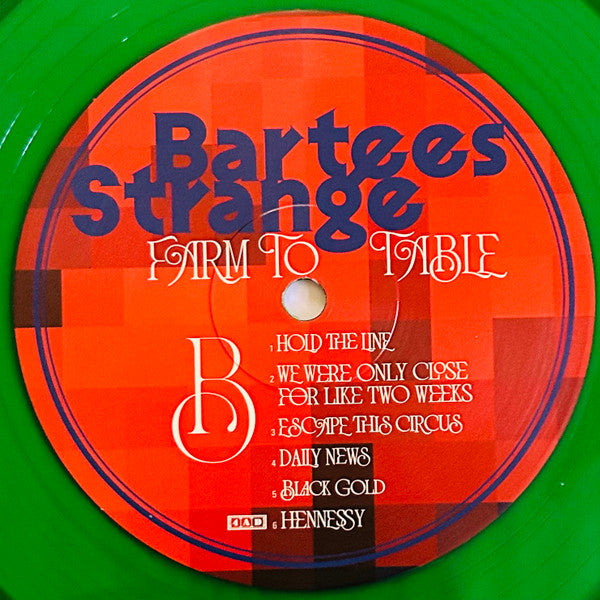 Bartees
Strange
FARM TO TABLE
B
1 HOLD THE LINE
2 WE WERE ONLY CLOSE
FOR LIKE TWO WEEKS
3 ESCAPE THIS CIRCUS
4 DAILY NEWS
5 BLACK GOLD
4AD 6 HENNESSY